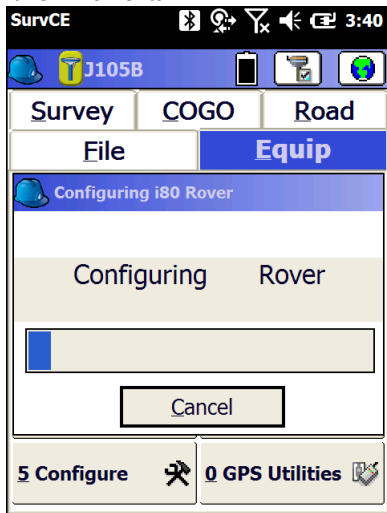 SurvCE 3:40
J105B
Survey COGO Road
File Equip
Configuring i80 Rover
Configuring Rover
Cancel
5 Configure 0 GPS Utilities